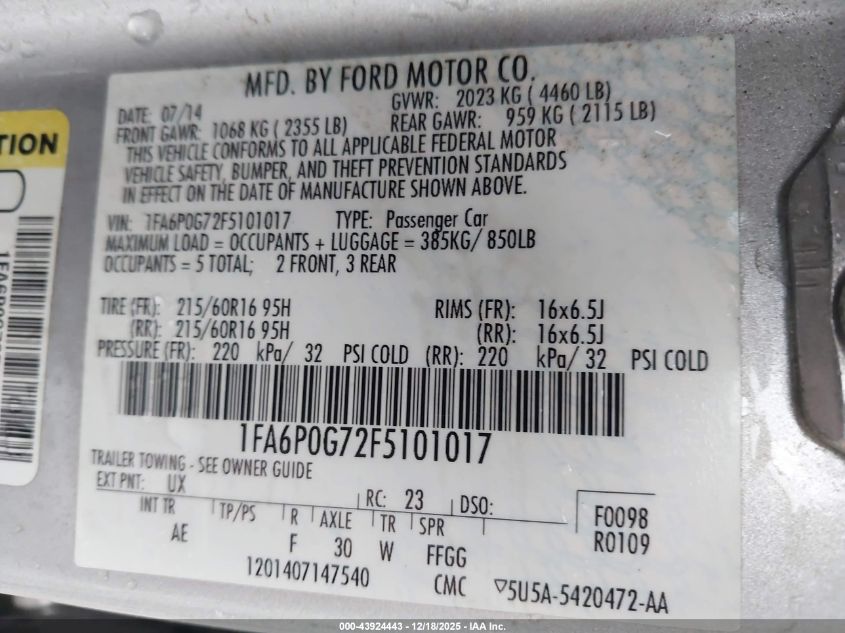 MFD. BY FORD MOTOR CO.
DATE: 07/14 GVWR: 2023 KG ( 4460 LB)
FRONT GAWR: 1068 KG ( 2355 LB) REAR GAWR: 959 KG ( 2115 LB)
THIS VEHICLE CONFORMS TO ALL APPLICABLE FEDERAL MOTOR
VEHICLE SAFETY, BUMPER, AND THEFT PREVENTION STANDARDS
IN EFFECT ON THE DATE OF MANUFACTURE SHOWN ABOVE.
VIN: 1FA6P0G72F5101017 TYPE: Passenger Car
MAXIMUM LOAD = OCCUPANTS + LUGGAGE = 385KG/ 850LB
OCCUPANTS = 5 TOTAL; 2 FRONT, 3 REAR
TIRE (FR): 215/60R16 95H RIMS (FR): 16x6.5J
(RR): 215/60R16 95H (RR): 16x6.5J
PRESSURE (FR): 220 kPa/ 32 PSI COLD (RR): 220 kPa/ 32 PSI COLD
1FA6P0G72F5101017
TRAILER TOWING - SEE OWNER GUIDE
EXT PNT: UX RC: 23 DSO:
INT TR TP/PS R AXLE TR SPR F0098
AE F 30 W FFGG R0109
1201407147540 CMC ▽5U5A-5420472-AA
TION
000-43924443 - 12/18/2025 - IAA, Inc.